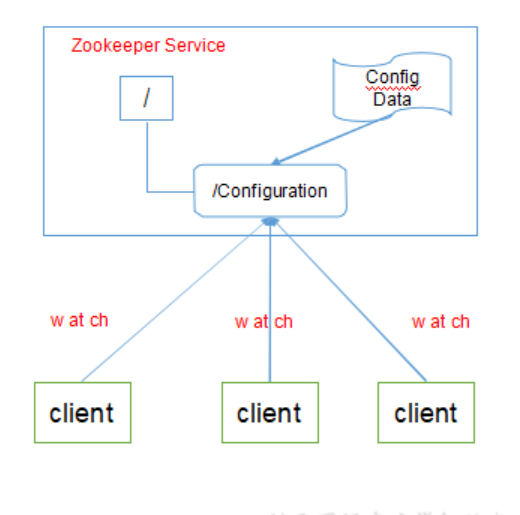 Zookeeper Service
/
Config
Data
/Configuration
w at ch
w at ch
w at ch
client
client
client